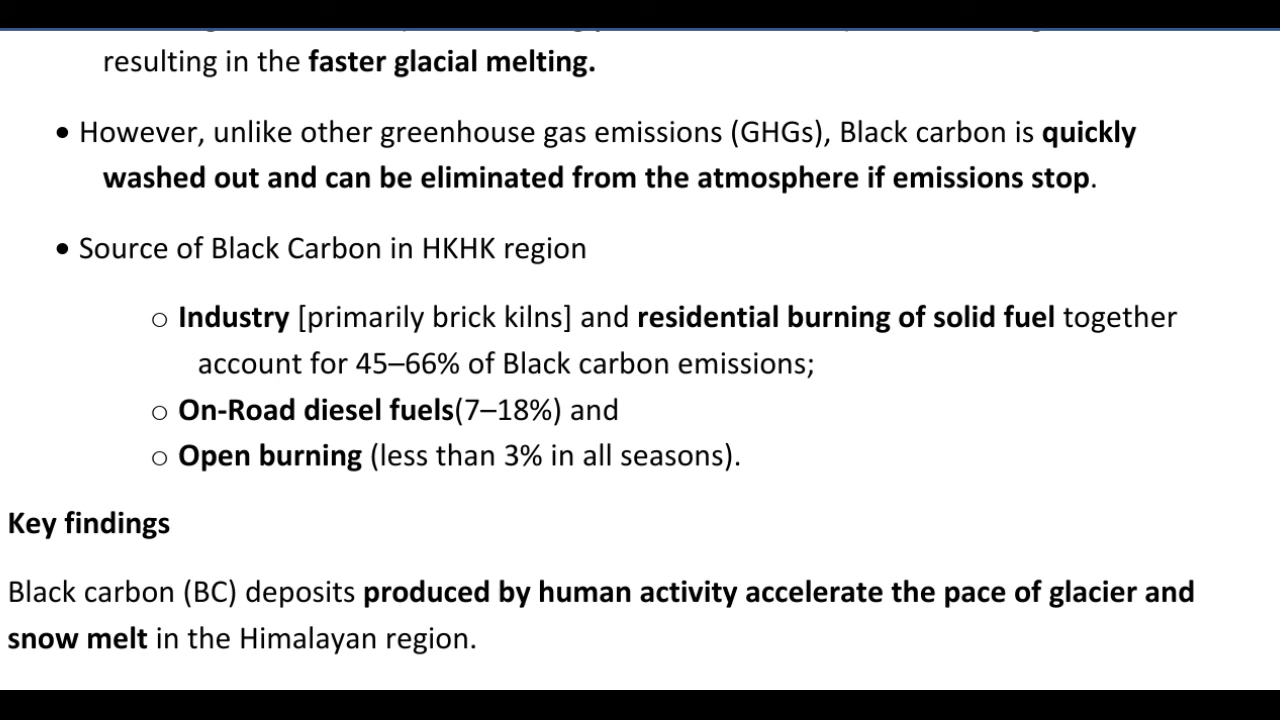 resulting in the faster glacial melting.
• However, unlike other greenhouse gas emissions (GHGs), Black carbon is quickly
washed out and can be eliminated from the atmosphere if emissions stop.
• Source of Black Carbon in HKHK region
○ Industry [primarily brick kilns] and residential burning of solid fuel together
account for 45–66% of Black carbon emissions;
○ On-Road diesel fuels(7–18%) and
○ Open burning (less than 3% in all seasons).
Key findings
Black carbon (BC) deposits produced by human activity accelerate the pace of glacier and
snow melt in the Himalayan region.